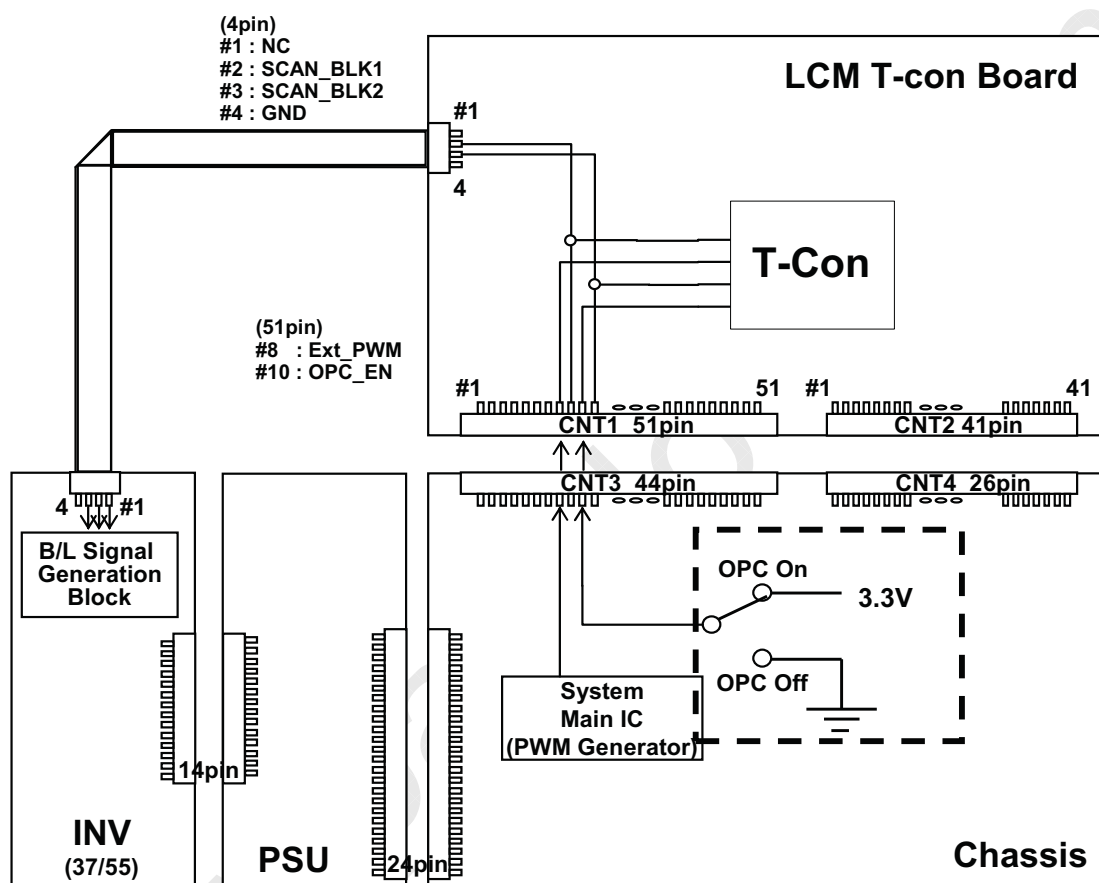 (4pin)
#1 : NC
#2 : SCAN_BLK1
#3 : SCAN_BLK2
#4 : GND
LCM T-con Board
#1
4
T-Con
(51pin)
#8 : Ext_PWM
#10 : OPC_EN
#1
51
#1
41
CNT1 51pin
CNT2 41pin
CNT3 44pin
CNT4 26pin
4
#1
B/L Signal
Generation
Block
OPC On
3.3V
OPC Off
System
Main IC
(PWM Generator)
14pin
24pin
INV
(37/55)
PSU
Chassis